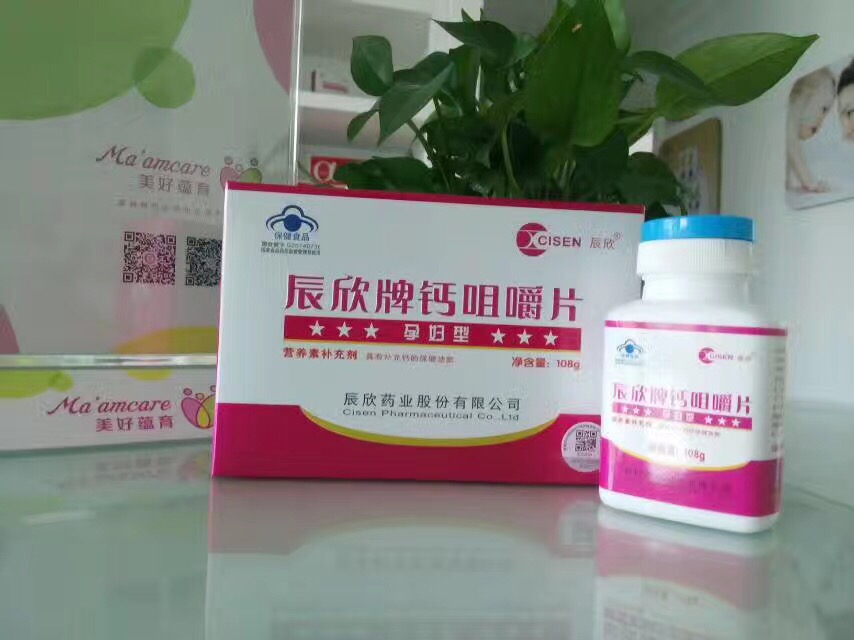 Ma'amcare
美好蕴育
Ma'amcare
美好蕴育
保健食品
CISEN 辰欣®
辰欣牌钙咀嚼片
★★★ 孕妇型 ★★★
营养素补充剂 具有补充钙的保健功能
净含量：108g
辰欣药业股份有限公司
Cisen Pharmaceutical Co.,Ltd
CISEN 辰欣
辰欣牌钙咀嚼片
★★★ 孕妇型 ★★★
营养素补充剂
净含量：108g